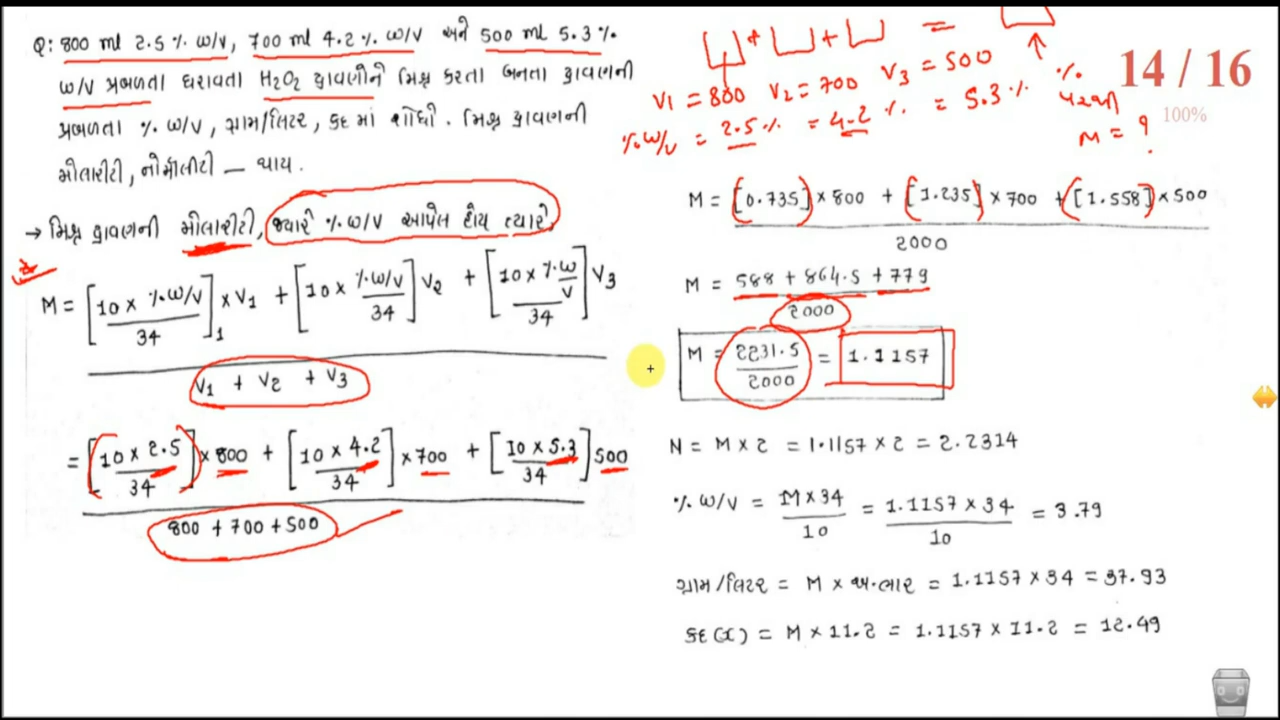 Q: 800 ml 2.5 % W/V, 700 ml 4.2 % W/V અને 500 ml 5.3 %
W/V પ્રબળતા ધરાવતા H2O2 દ્રાવણોને મિશ્ર કરતા બનતા દ્રાવણની
પ્રબળતા % W/V, ગ્રામ/લિટર, કદ માં શોધો. મિશ્ર દ્રાવણની
મોલારીટી, નોર્માલીટી — થાય.
→ મિશ્ર દ્રાવણની મોલારીટી, જ્યારે % W/V આપેલ હોય ત્યારે,
M = [10 × % W/V / 34]1 × V1 + [10 × % W/V / 34] V2 + [10 × % W/V / 34] V3
V1 + V2 + V3
= [10 × 2.5 / 34] × 800 + [10 × 4.2 / 34] × 700 + [10 × 5.3 / 34] 500
800 + 700 + 500
+ + =
V1 = 800 V2 = 700 V3 = 500
% W/V = 2.5 % = 4.2 % = 5.3 %
%
M = ?
14 / 16
100%
M = [0.735] × 800 + [1.235] × 700 + [1.558] × 500
2000
M = 588 + 864.5 + 779
2000
M = 2231.5 / 2000 = 1.1157
N = M × 2 = 1.1157 × 2 = 2.2314
% W/V = M × 34 / 10 = 1.1157 × 34 / 10 = 3.79
ગ્રામ/લિટર = M × અ.ભાર = 1.1157 × 34 = 37.93
કદ (x) = M × 11.2 = 1.1157 × 11.2 = 12.49